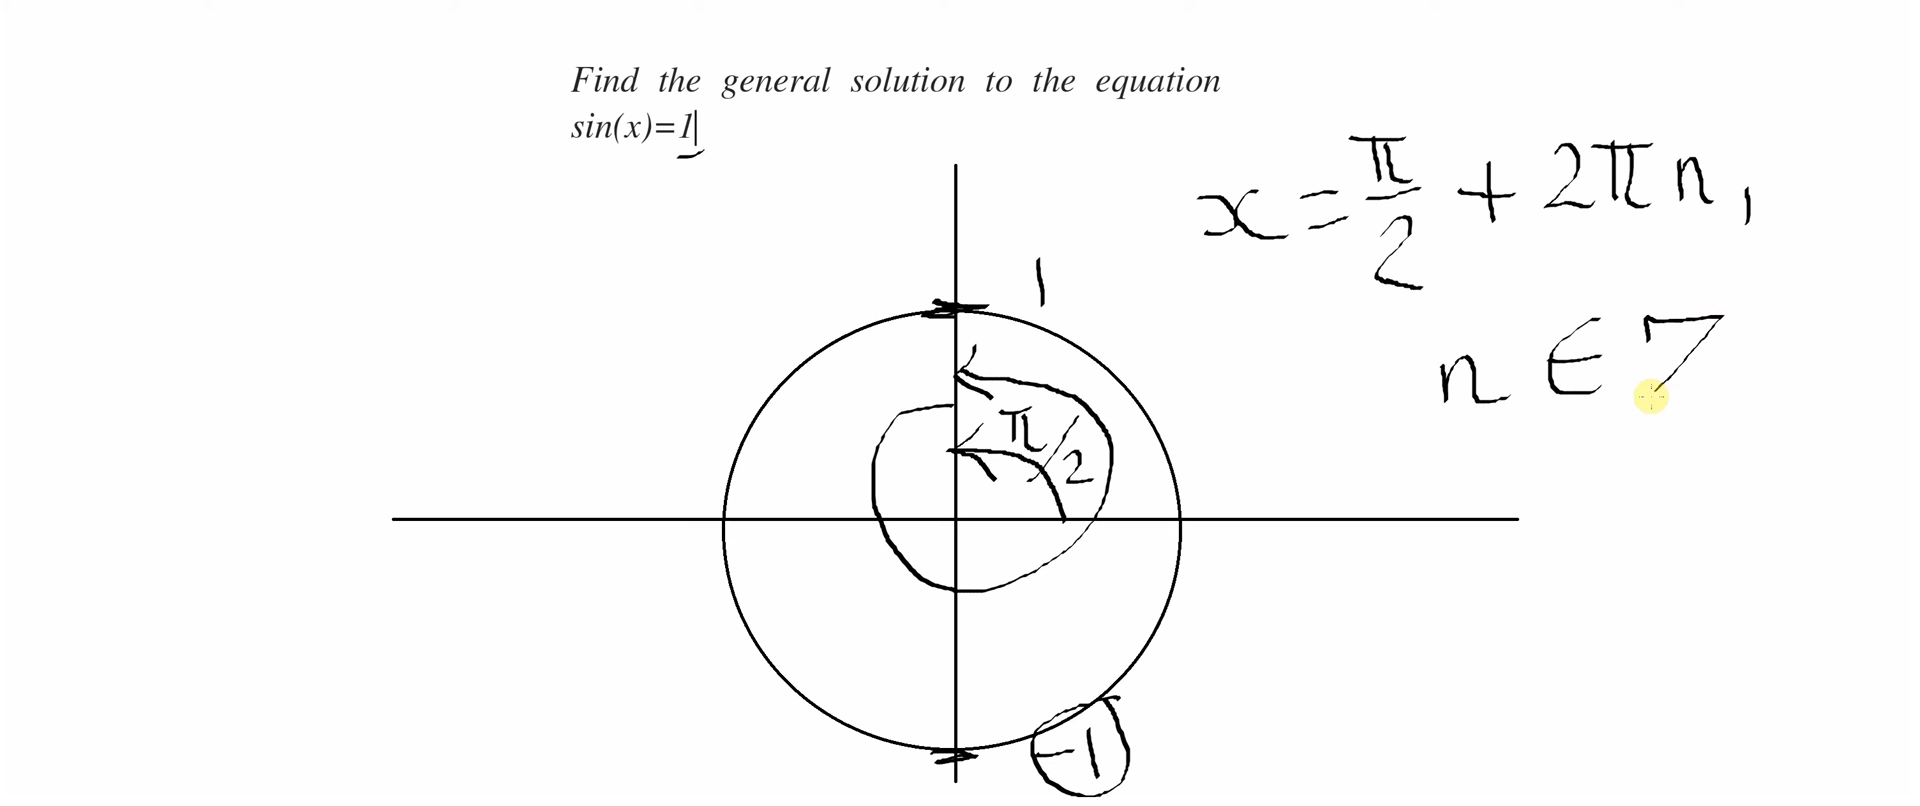 Find the general solution to the equation
sin(x)=1
x = π/2 + 2πn,
n ∈
1
π/2
-1